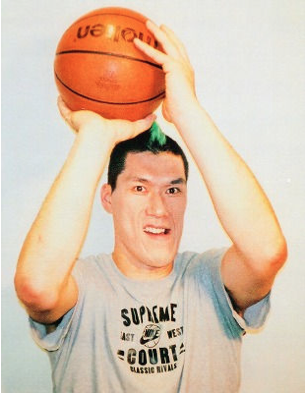 molten
SUPREME
EAST WEST
COURT
CLASSIC RIVALS